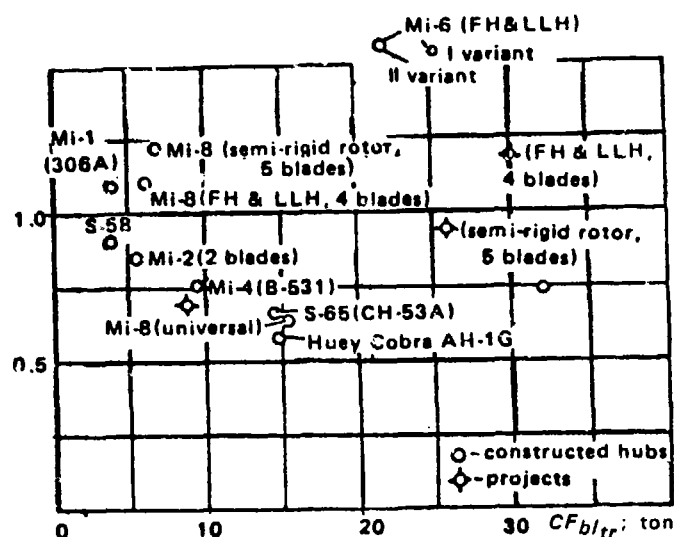 Mi-6 (FH&LLH)
I variant
II variant
Mi-1
(306A)
Mi-8 (semi-rigid rotor,
5 blades)
(FH & LLH,
4 blades)
Mi-8(FH & LLH, 4 blades)
1.0
S-58
(semi-rigid rotor,
5 blades)
Mi-2(2 blades)
Mi-4(B-531)
Mi-8(universal)
S-65(CH-53A)
Huey Cobra AH-1G
0.5
-constructed hubs
-projects
0 10 20 30 CFbltr; ton